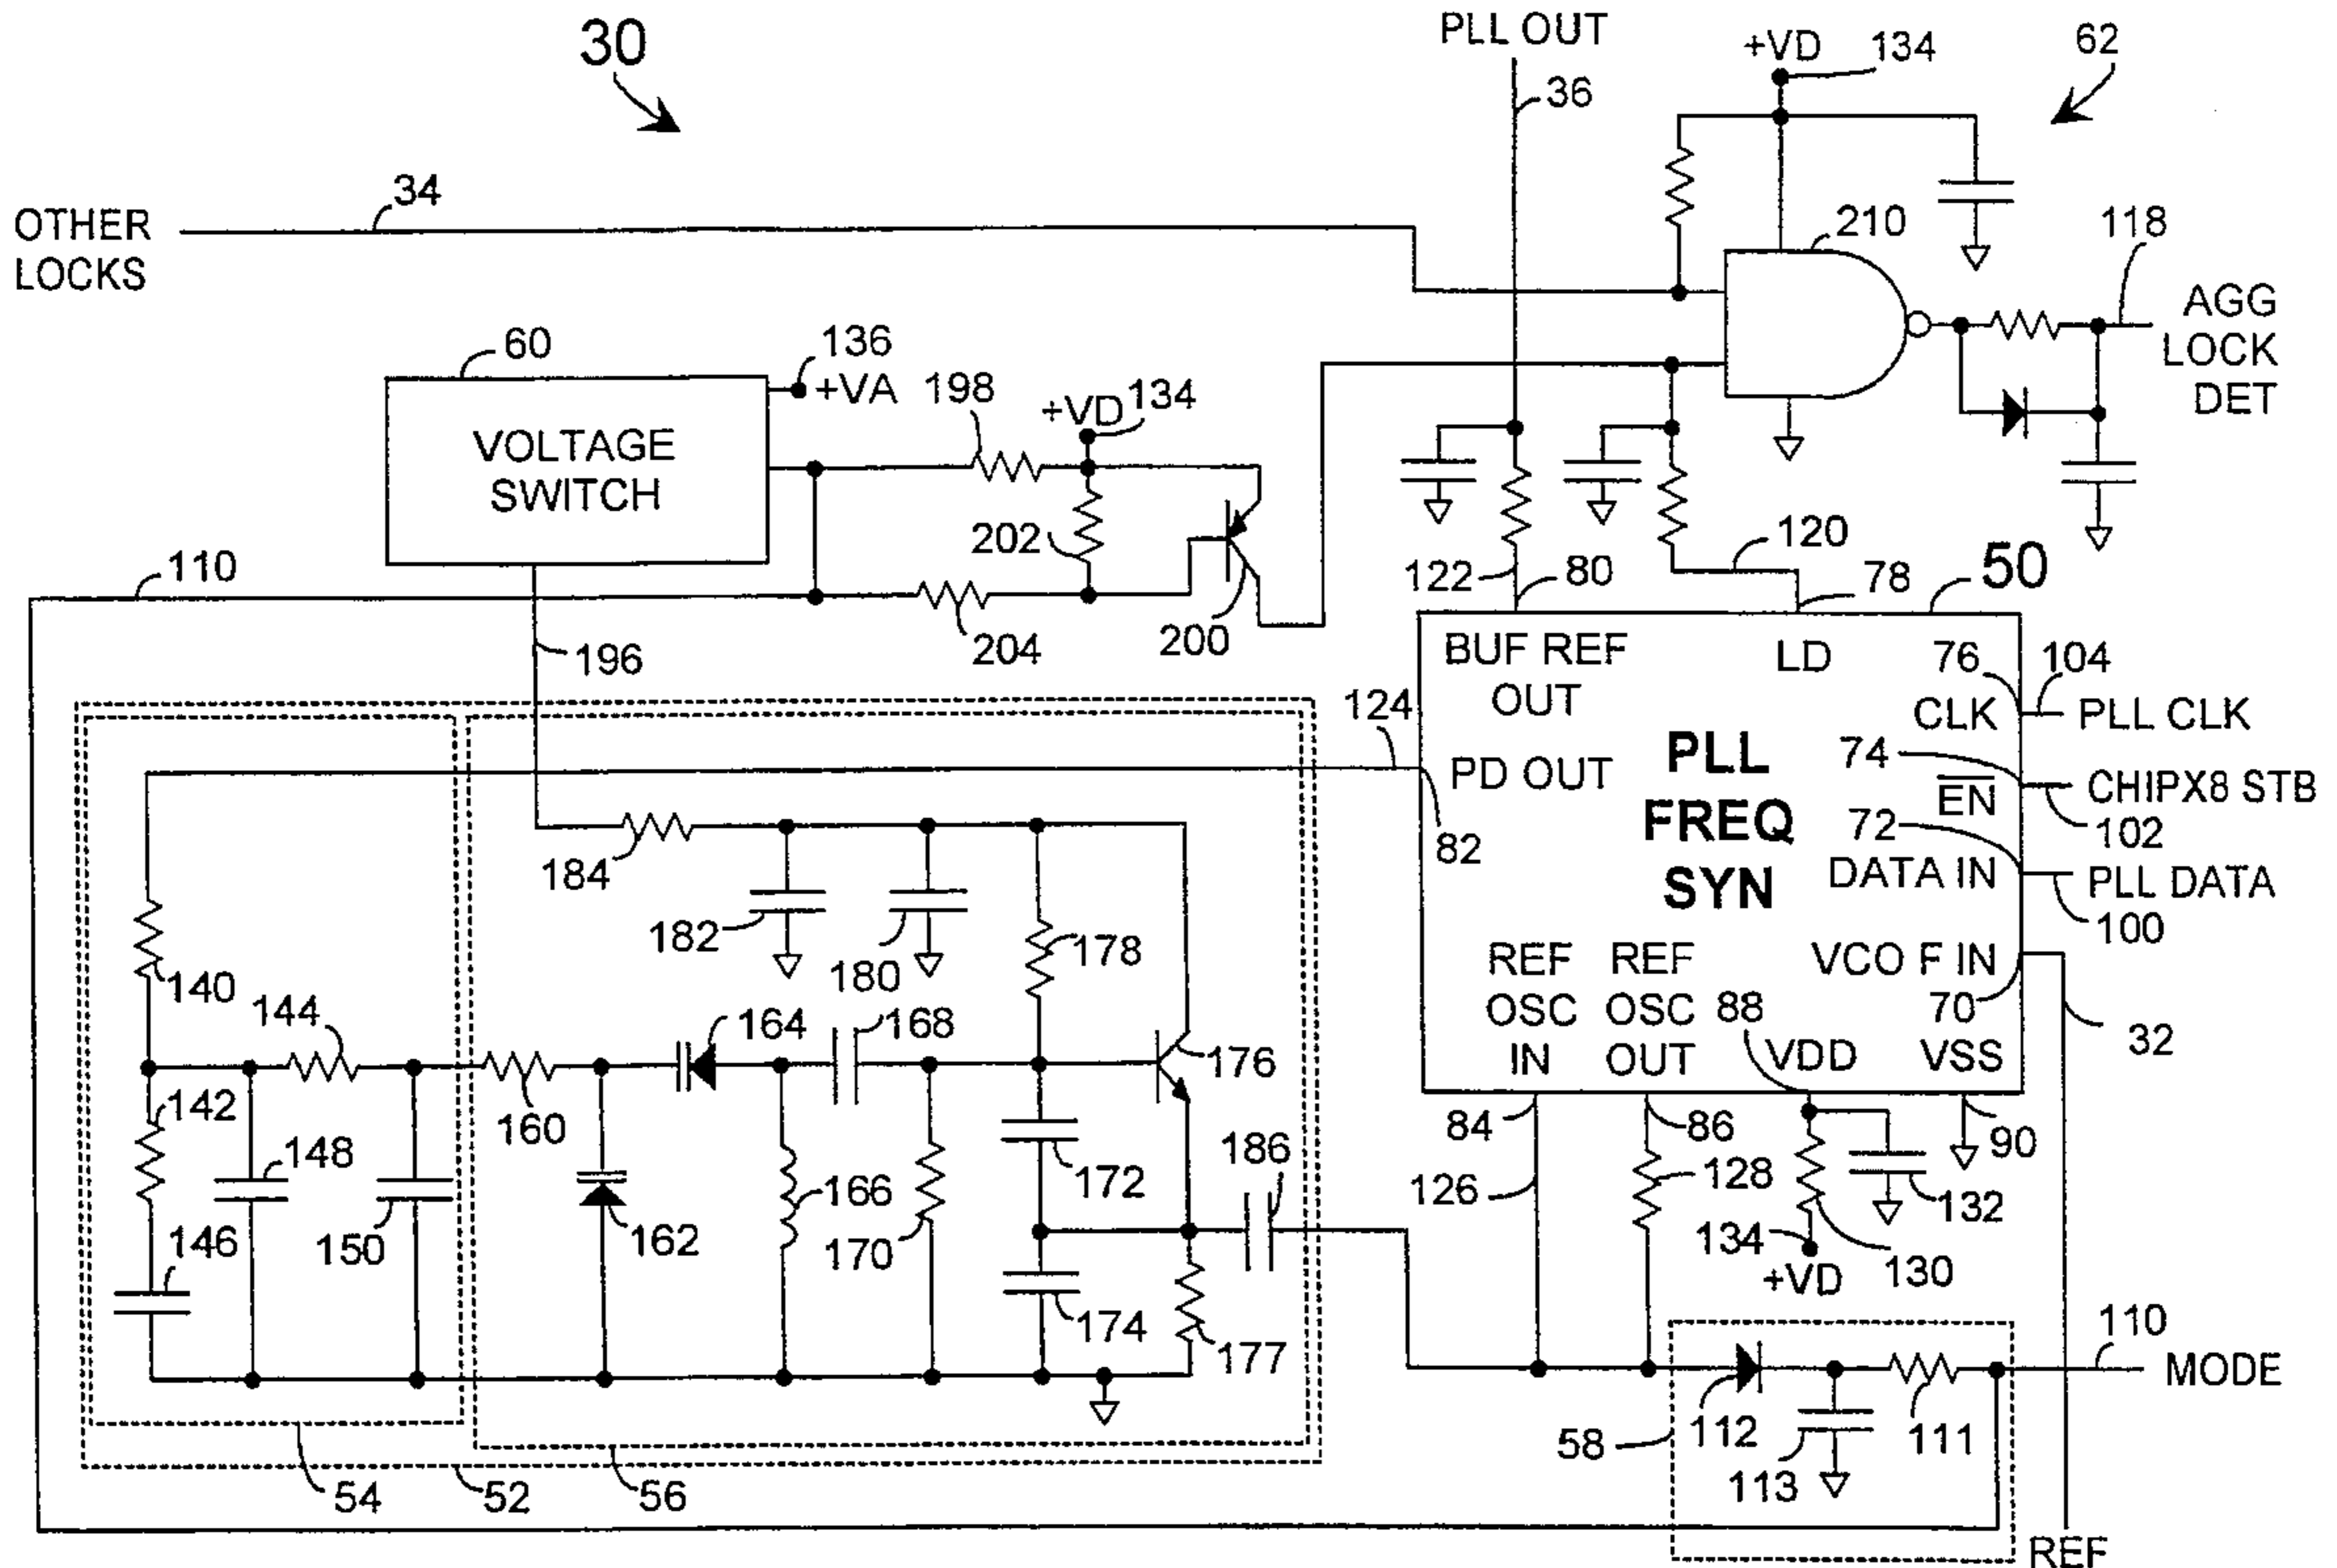 30
PLL OUT
36
+VD
134
62
OTHER
LOCKS
34
210
118
AGG
LOCK
DET
60
136
+VA
VOLTAGE
SWITCH
198
+VD
134
202
204
200
110
196
122
80
120
78
50
BUF REF
OUT
LD
76
CLK
104
PLL CLK
124
PD OUT
82
PLL
FREQ
SYN
74
EN
CHIPX8 STB
102
72
DATA IN
PLL DATA
100
VCO F IN
70
32
REF
OSC
IN
REF
OSC
OUT
88
VDD
VSS
184
182
180
178
140
144
164
168
176
142
160
148
146
150
162
166
170
172
174
186
177
84
126
86
128
134
+VD
130
132
90
110
MODE
58
112
113
111
REF
54
52
56